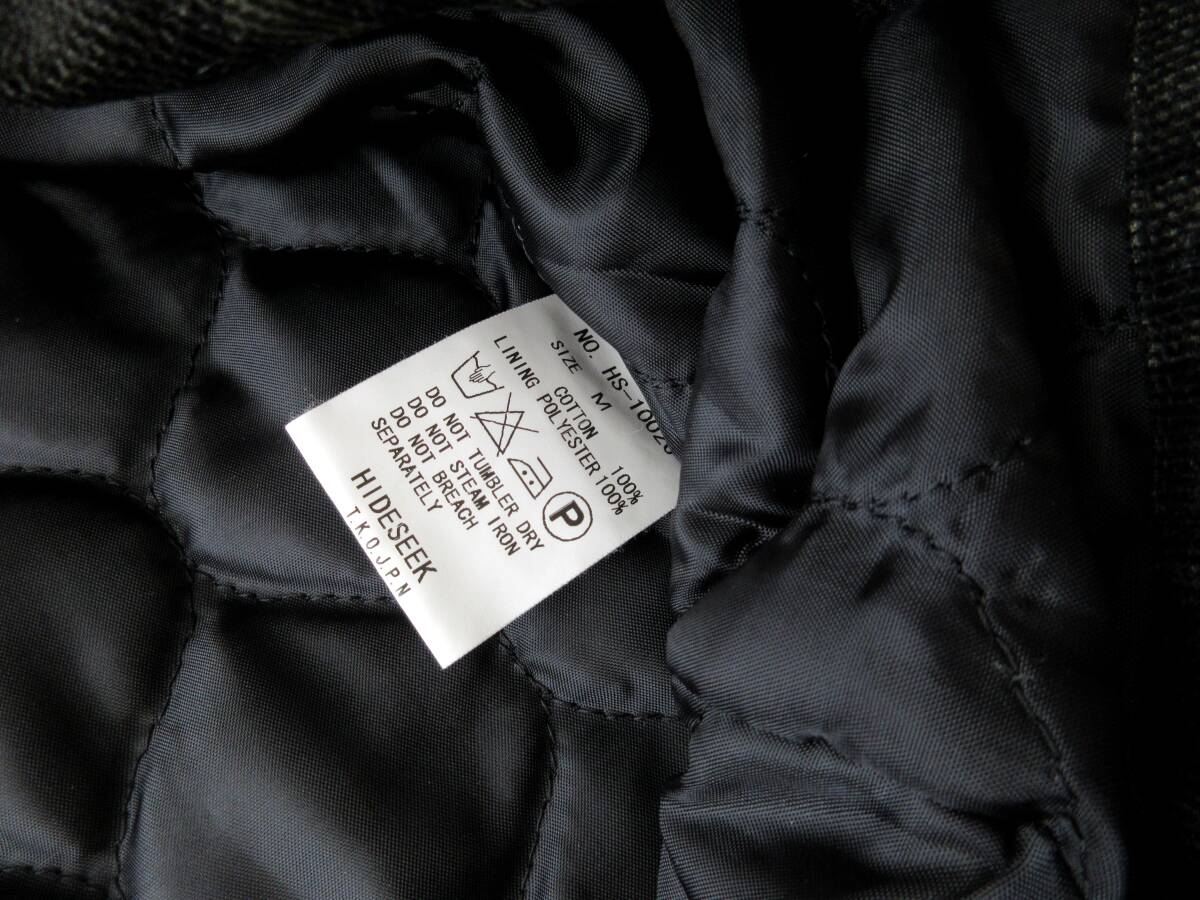 NO. HS-10026
SIZE M
COTTON 100%
LINING POLYESTER 100%
P
DO NOT TUMBLER DRY
DO NOT STEAM IRON
DO NOT BREACH
SEPARATELY
HIDESEEK
T.K.O.J.P.N